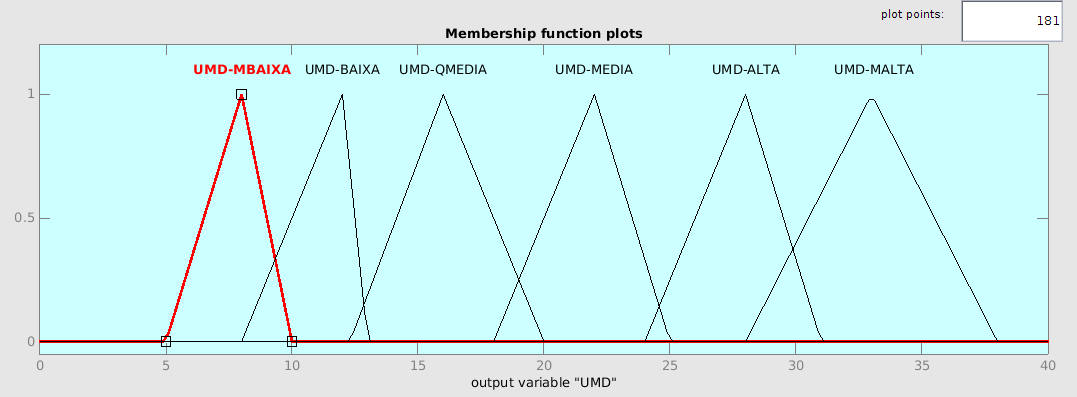 plot points: 181
Membership function plots
UMD-MBAIXA UMD-BAIXA UMD-QMEDIA UMD-MEDIA UMD-ALTA UMD-MALTA
1
0.5
0
0 5 10 15 20 25 30 35 40
output variable "UMD"